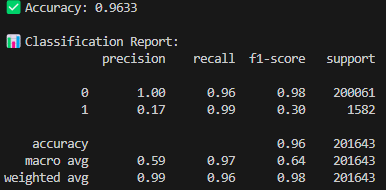 ✅ Accuracy: 0.9633
📊 Classification Report:
precision recall f1-score support
0 1.00 0.96 0.98 200061
1 0.17 0.99 0.30 1582
accuracy 0.96 201643
macro avg 0.59 0.97 0.64 201643
weighted avg 0.99 0.96 0.98 201643